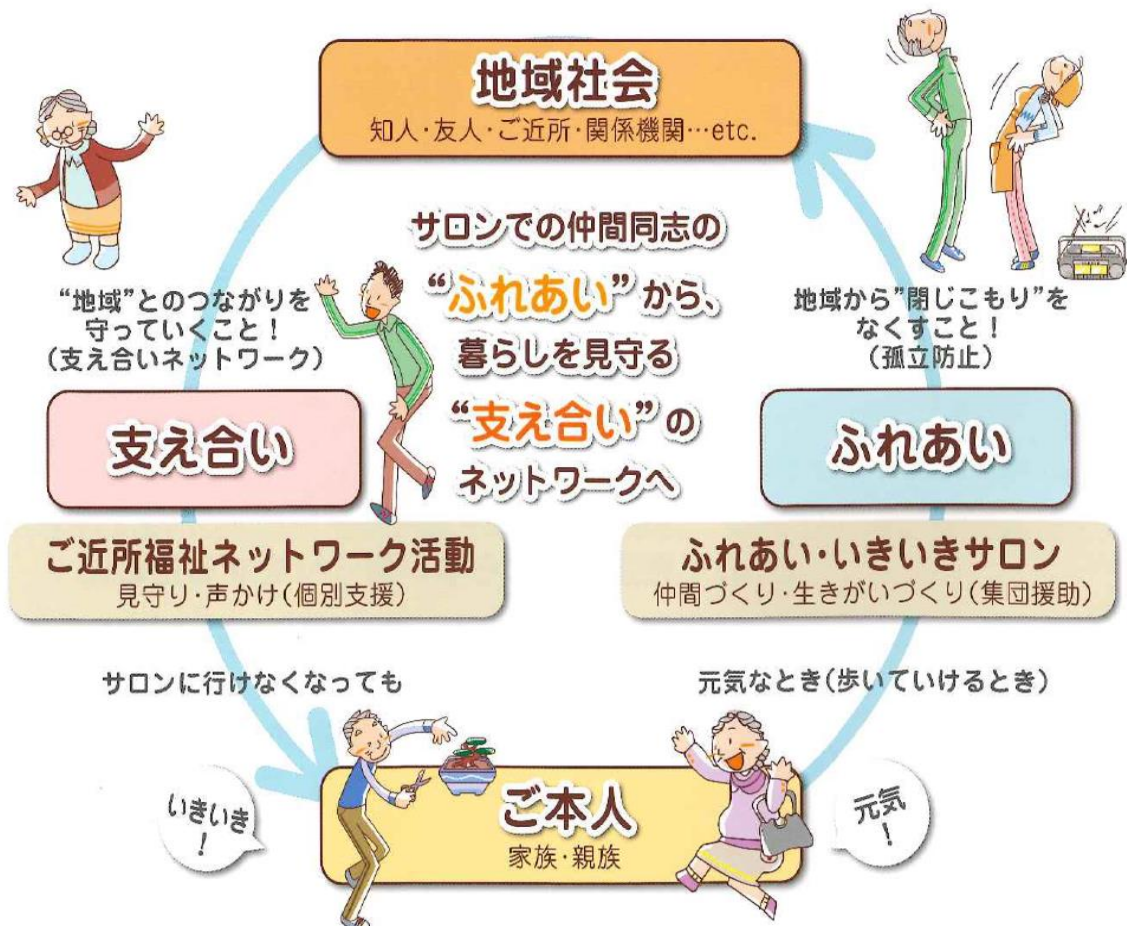 地域社会
知人・友人・ご近所・関係機関…etc.
サロンでの仲間同志の
“ふれあい”から、
暮らしを見守る
“支え合い”の
ネットワークへ
“地域”とのつながりを
守っていくこと！
(支え合いネットワーク)
支え合い
ご近所福祉ネットワーク活動
見守り・声かけ(個別支援)
サロンに行けなくなっても
地域から”閉じこもり”を
なくすこと！
(孤立防止)
ふれあい
ふれあい・いきいきサロン
仲間づくり・生きがいづくり(集団援助)
元気なとき(歩いていけるとき)
いきいき
！
ご本人
家族・親族
元気
！